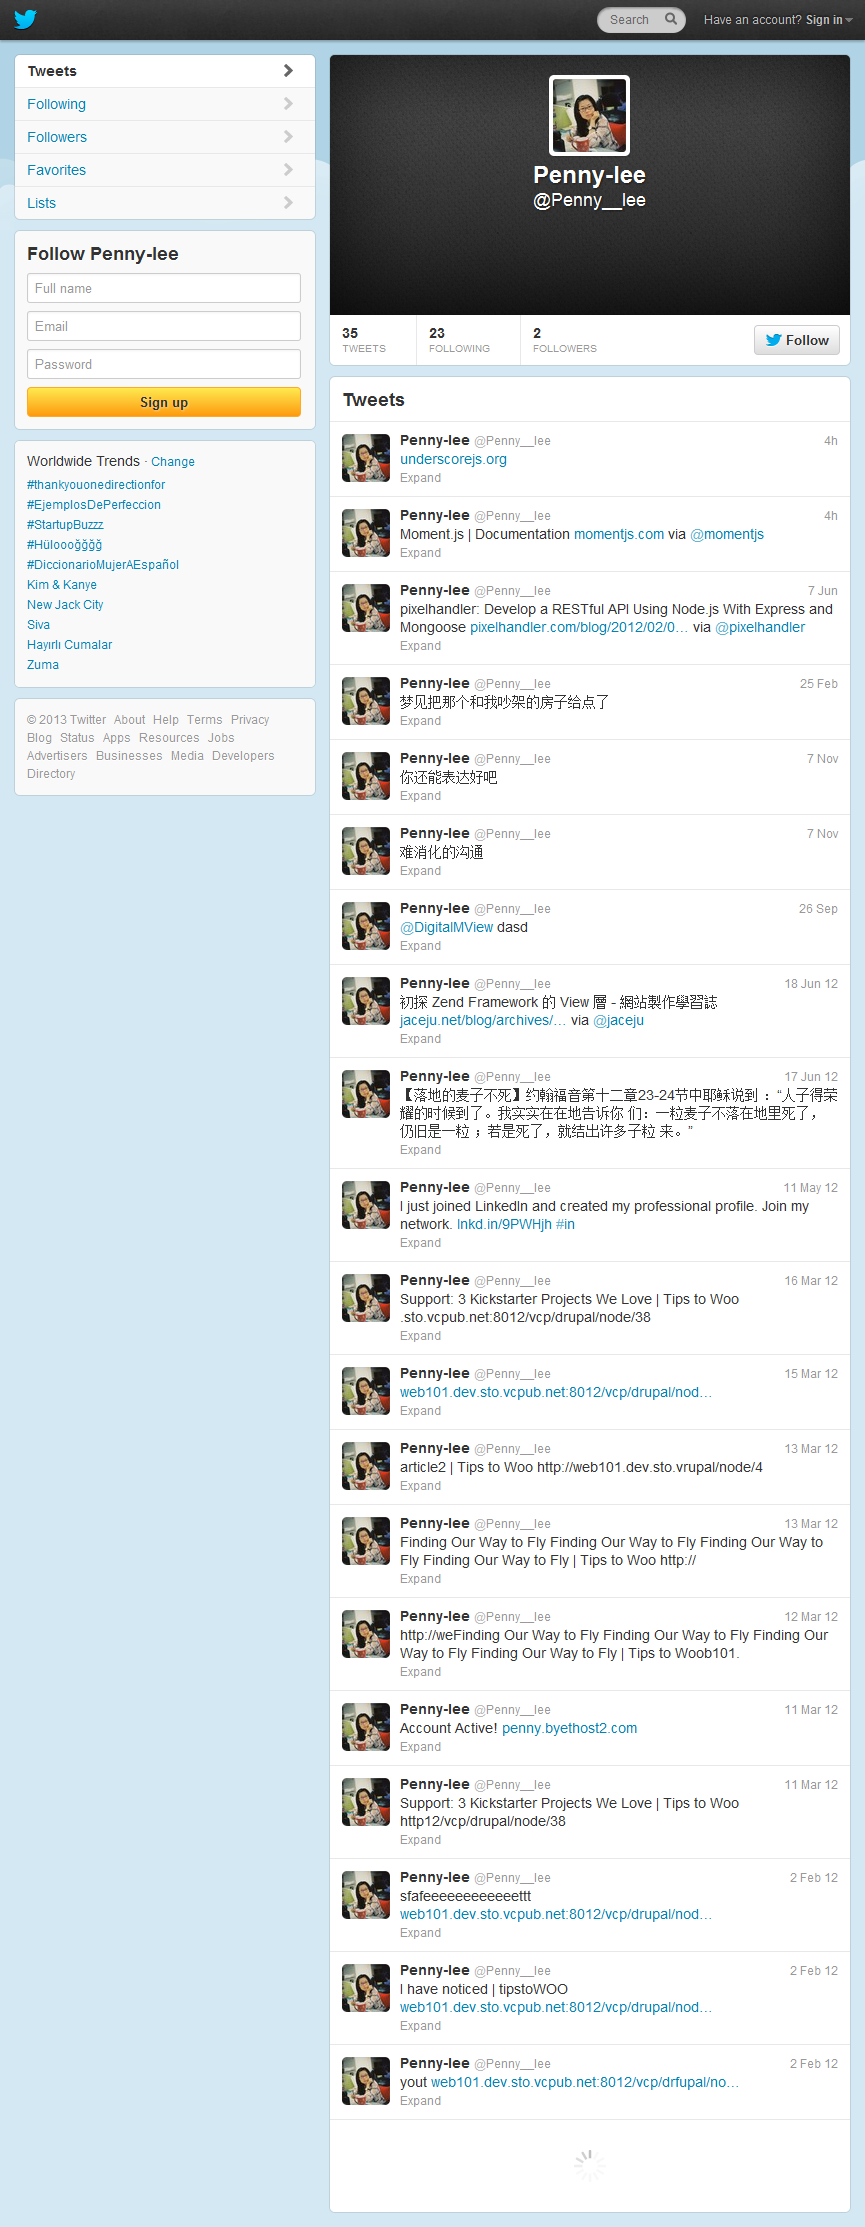 Search
Have an account? Sign in
Tweets
Following
Followers
Favorites
Lists
Follow Penny-lee
Full name
Email
Password
Sign up
Worldwide Trends · Change
#thankyouonedirectionfor
#EjemplosDePerfeccion
#StartupBuzzz
#Hüloooğğğğ
#DiccionarioMujerAEspañol
Kim & Kanye
New Jack City
Siva
Hayırlı Cumalar
Zuma
© 2013 Twitter About Help Terms Privacy
Blog Status Apps Resources Jobs
Advertisers Businesses Media Developers
Directory
Penny-lee
@Penny__lee
35 TWEETS
23 FOLLOWING
2 FOLLOWERS
Follow
Tweets
Penny-lee @Penny__lee 4h
underscorejs.org
Expand
Penny-lee @Penny__lee 4h
Moment.js | Documentation momentjs.com via @momentjs
Expand
Penny-lee @Penny__lee 7 Jun
pixelhandler: Develop a RESTful API Using Node.js With Express and
Mongoose pixelhandler.com/blog/2012/02/0… via @pixelhandler
Expand
Penny-lee @Penny__lee 25 Feb
梦见把那个和我吵架的房子给点了
Expand
Penny-lee @Penny__lee 7 Nov
你还能表达好吧
Expand
Penny-lee @Penny__lee 7 Nov
难消化的沟通
Expand
Penny-lee @Penny__lee 26 Sep
@DigitalMView dasd
Expand
Penny-lee @Penny__lee 18 Jun 12
初探 Zend Framework 的 View 層 - 網站製作學習誌
jaceju.net/blog/archives/… via @jaceju
Expand
Penny-lee @Penny__lee 17 Jun 12
【落地的麦子不死】约翰福音第十二章23-24节中耶稣说到 ：“人子得荣
耀的时候到了。我实实在在地告诉你 们：一粒麦子不落在地里死了，
仍旧是一粒 ；若是死了，就结出许多子粒 来。”
Expand
Penny-lee @Penny__lee 11 May 12
I just joined LinkedIn and created my professional profile. Join my
network. lnkd.in/9PWHjh #in
Expand
Penny-lee @Penny__lee 16 Mar 12
Support: 3 Kickstarter Projects We Love | Tips to Woo
.sto.vcpub.net:8012/vcp/drupal/node/38
Expand
Penny-lee @Penny__lee 15 Mar 12
web101.dev.sto.vcpub.net:8012/vcp/drupal/nod…
Expand
Penny-lee @Penny__lee 13 Mar 12
article2 | Tips to Woo http://web101.dev.sto.vrupal/node/4
Expand
Penny-lee @Penny__lee 13 Mar 12
Finding Our Way to Fly Finding Our Way to Fly Finding Our Way to
Fly Finding Our Way to Fly | Tips to Woo http://
Expand
Penny-lee @Penny__lee 12 Mar 12
http://weFinding Our Way to Fly Finding Our Way to Fly Finding Our
Way to Fly Finding Our Way to Fly | Tips to Woob101.
Expand
Penny-lee @Penny__lee 11 Mar 12
Account Active! penny.byethost2.com
Expand
Penny-lee @Penny__lee 11 Mar 12
Support: 3 Kickstarter Projects We Love | Tips to Woo
http12/vcp/drupal/node/38
Expand
Penny-lee @Penny__lee 2 Feb 12
sfafeeeeeeeeeeeettt
web101.dev.sto.vcpub.net:8012/vcp/drupal/nod…
Expand
Penny-lee @Penny__lee 2 Feb 12
I have noticed | tipstoWOO
web101.dev.sto.vcpub.net:8012/vcp/drupal/nod…
Expand
Penny-lee @Penny__lee 2 Feb 12
yout web101.dev.sto.vcpub.net:8012/vcp/drfupal/no…
Expand